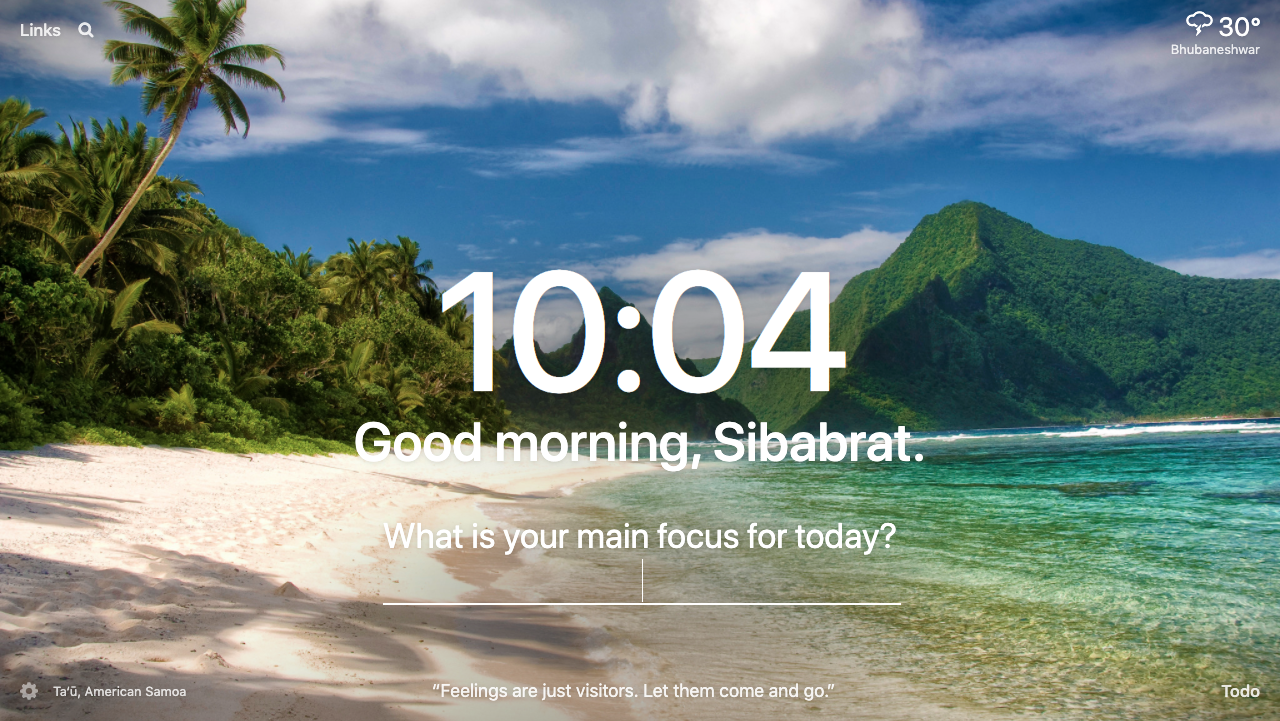 Links
30°
Bhubaneshwar
10:04
Good morning, Sibabrat.
What is your main focus for today?
Ta‘ū, American Samoa
“Feelings are just visitors. Let them come and go.”
Todo